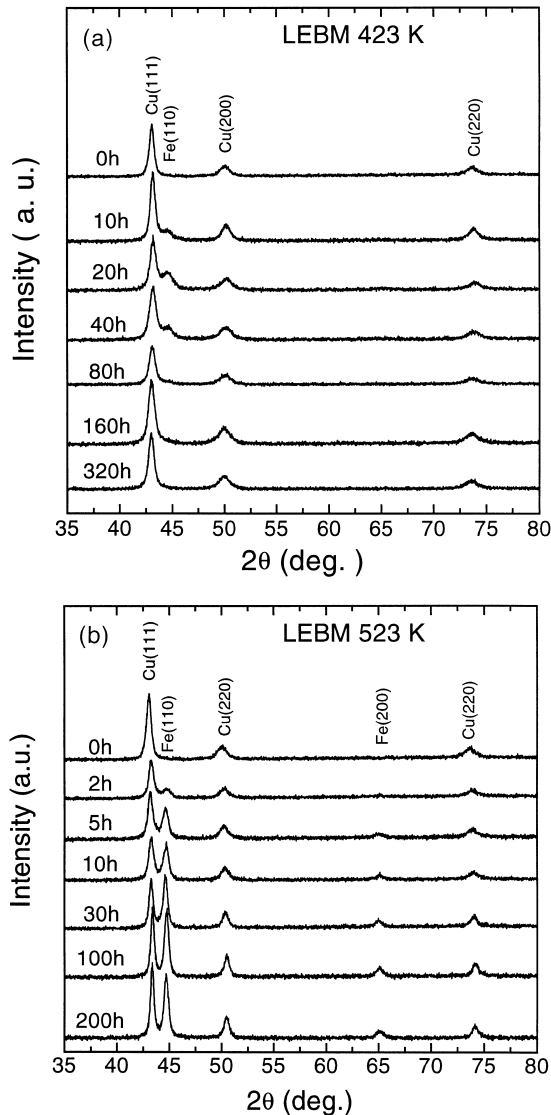 (a) LEBM 423 K
Cu(111)
Fe(110)
Cu(200)
Cu(220)
0h
10h
20h
40h
80h
160h
320h
Intensity ( a. u.)
35 40 45 50 55 60 65 70 75 80
2θ (deg. )
(b) LEBM 523 K
Cu(111)
Fe(110)
Cu(220)
Fe(200)
Cu(220)
0h
2h
5h
10h
30h
100h
200h
Intensity (a.u.)
35 40 45 50 55 60 65 70 75 80
2θ (deg.)